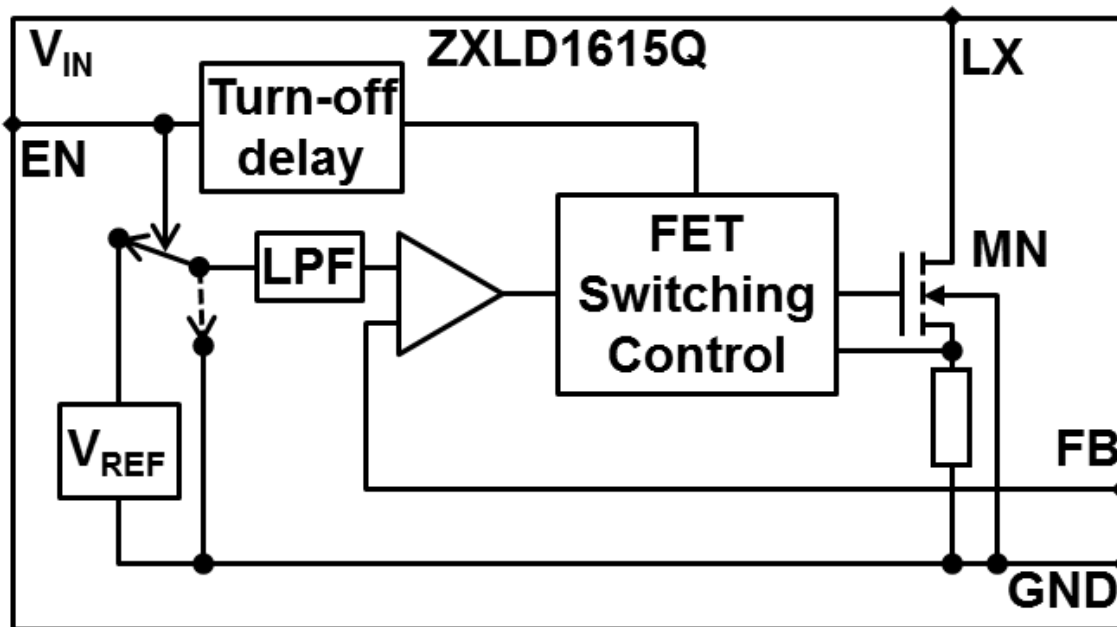 VIN
ZXLD1615Q
LX
Turn-off
delay
EN
FET
Switching
Control
MN
LPF
VREF
FB
GND